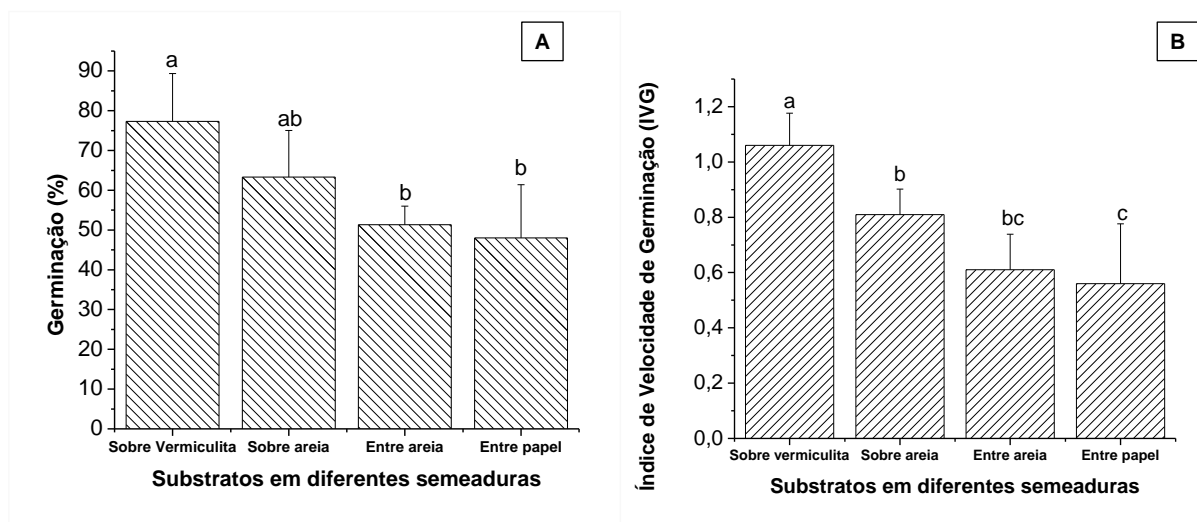 A
Germinação (%)
90
80
70
60
50
40
30
20
10
0
a
ab
b
b
Sobre Vermiculita Sobre areia Entre areia Entre papel
Substratos em diferentes semeaduras
B
Índice de Velocidade de Germinação (IVG)
1,2
1,0
0,8
0,6
0,4
0,2
0,0
a
b
bc
c
Sobre vermiculita Sobre areia Entre areia Entre papel
Substratos em diferentes semeaduras